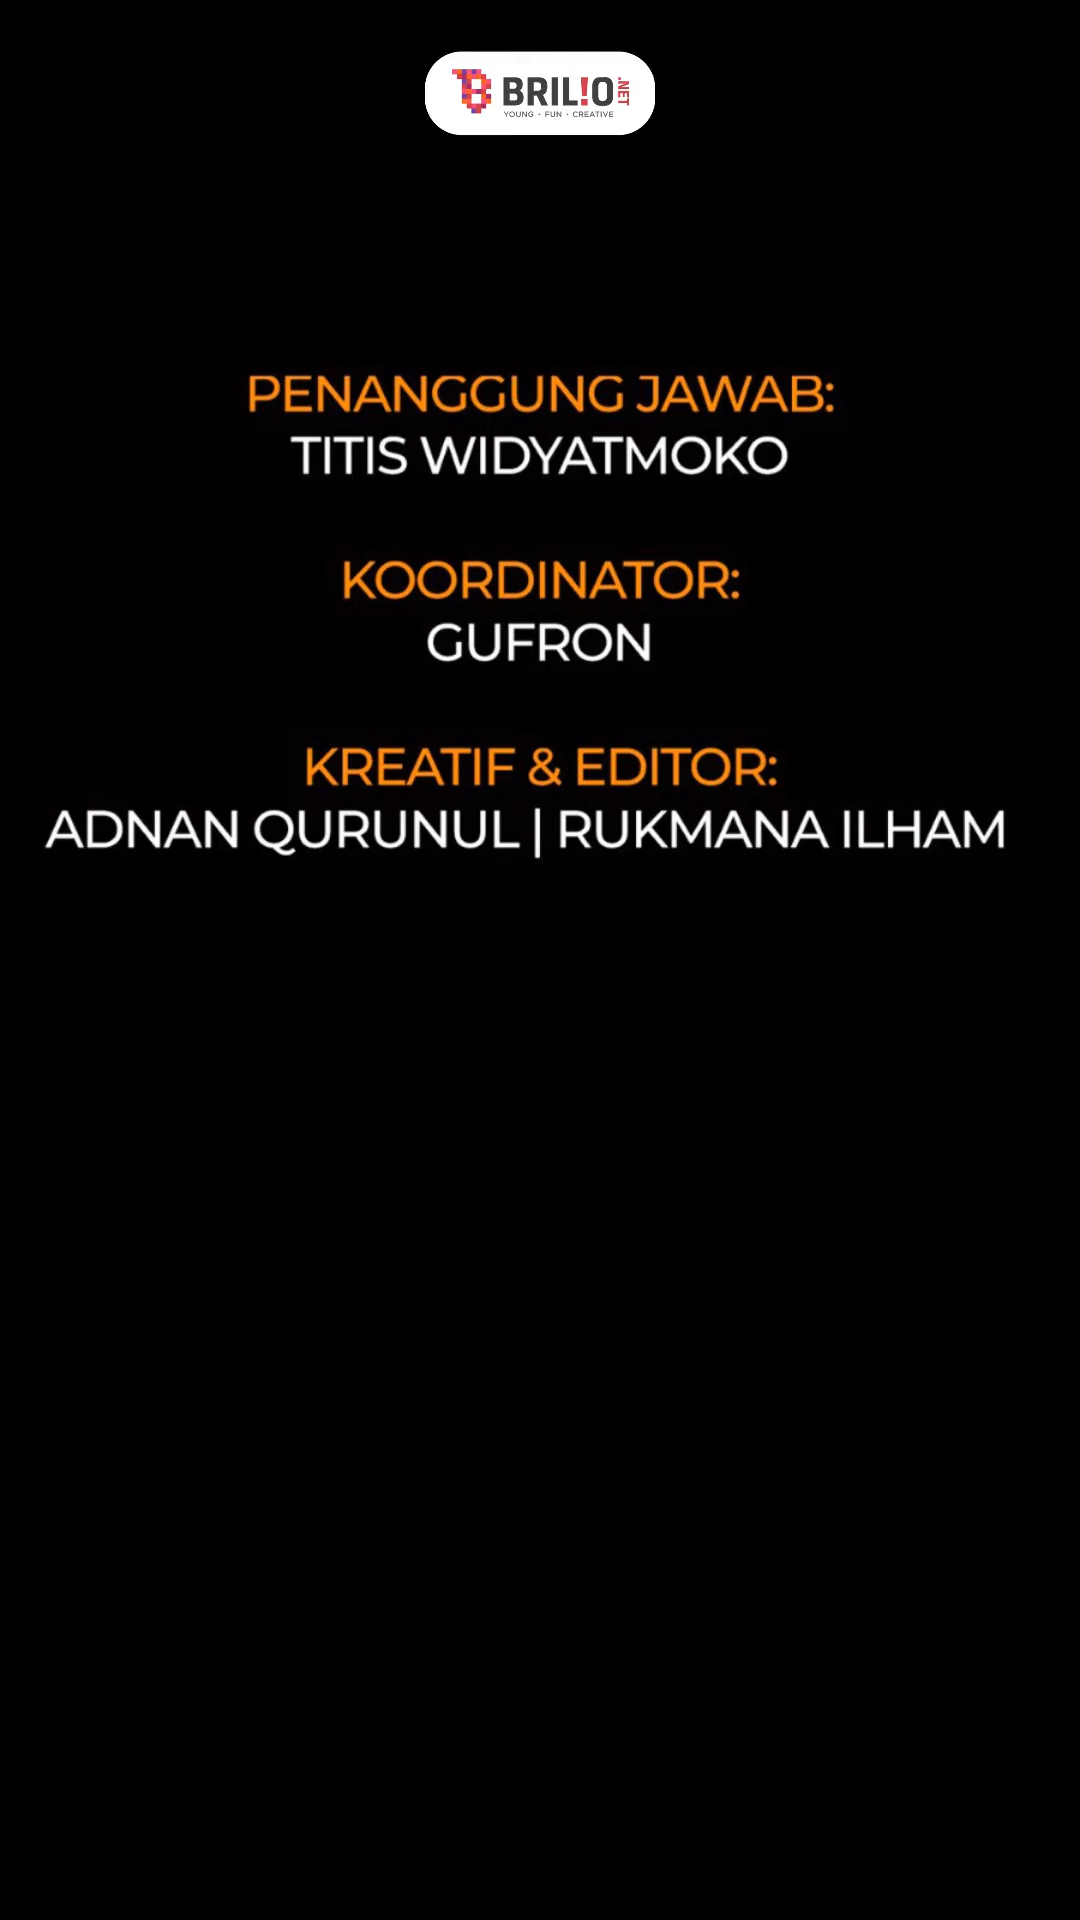 BRIL!O.NET
YOUNG · FUN · CREATIVE
PENANGGUNG JAWAB:
TITIS WIDYATMOKO
KOORDINATOR:
GUFRON
KREATIF & EDITOR:
ADNAN QURUNUL | RUKMANA ILHAM